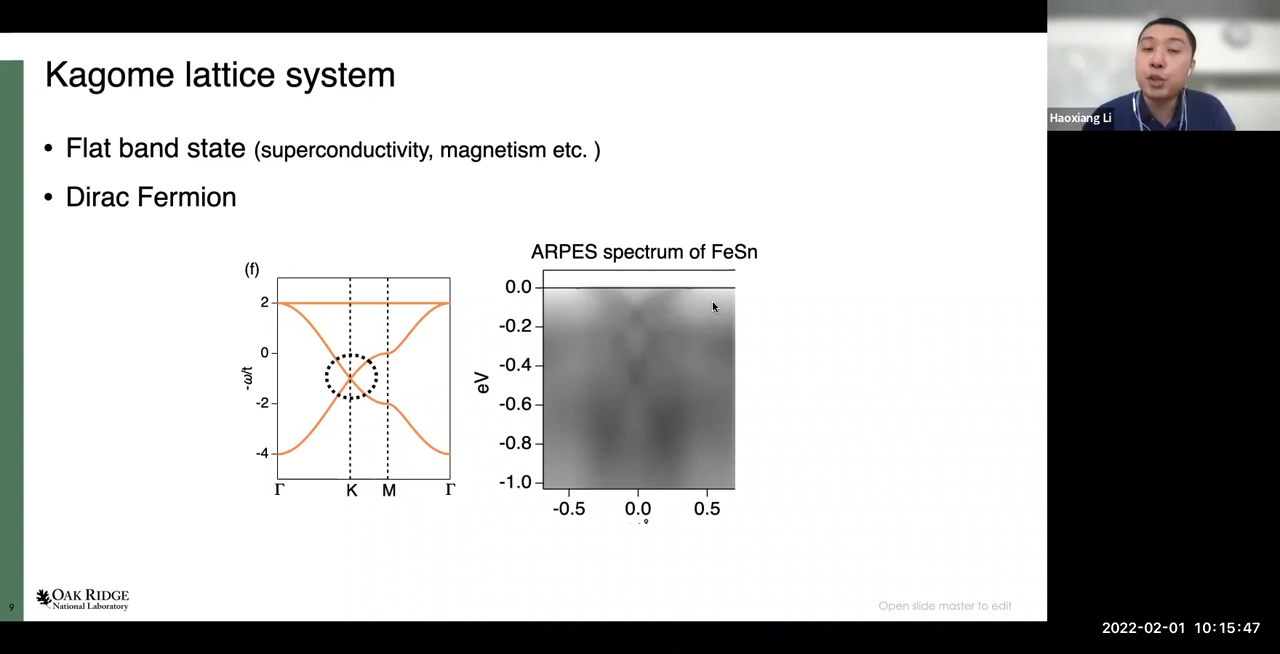 Kagome lattice system
• Flat band state (superconductivity, magnetism etc. )
• Dirac Fermion
(f)
2
0
-2
-4
-ω/t
Γ K M Γ
ARPES spectrum of FeSn
0.0
-0.2
-0.4
-0.6
-0.8
-1.0
eV
-0.5 0.0 0.5
OAK RIDGE
National Laboratory
9
Open slide master to edit
Haoxiang Li
2022-02-01 10:15:47